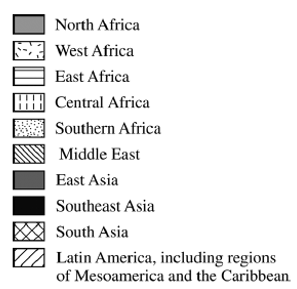 North Africa
West Africa
East Africa
Central Africa
Southern Africa
Middle East
East Asia
Southeast Asia
South Asia
Latin America, including regions
of Mesoamerica and the Caribbean